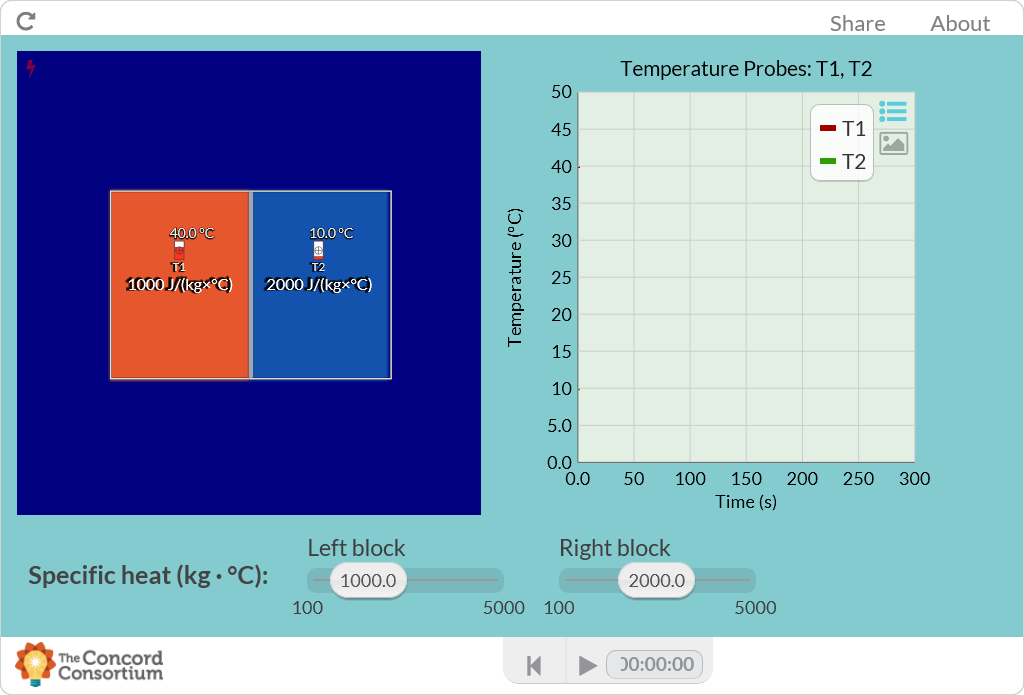 Share About
Temperature Probes: T1, T2
50
45
40
35
30
25
20
15
10
5.0
0.0
Temperature (°C)
T1
T2
0.0 50 100 150 200 250 300
Time (s)
40.0 °C
T1
1000 J/(kg×°C)
10.0 °C
T2
2000 J/(kg×°C)
Specific heat (kg · °C):
Left block
1000.0
100 5000
Right block
2000.0
100 5000
The Concord
Consortium
00:00:00